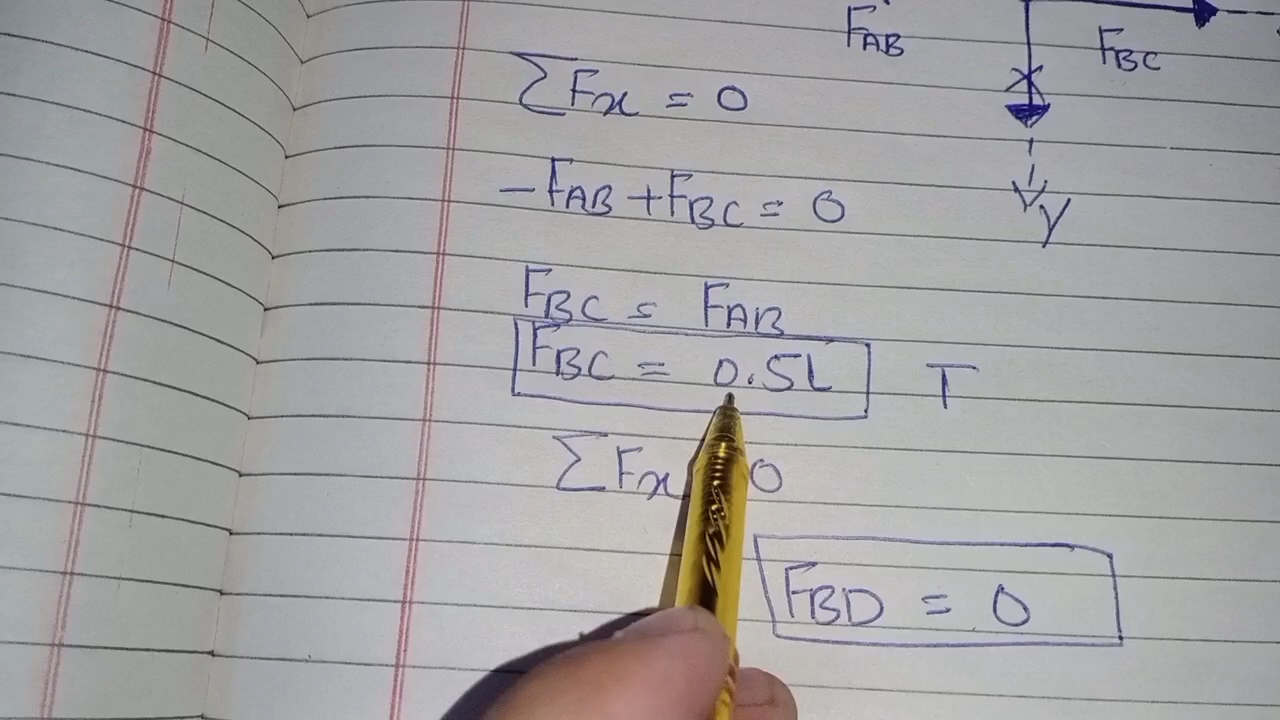 FAB
FBC
∑Fx = 0
-FAB + FBC = 0
y
FBC = FAB
FBC = 0.5L T
∑Fx 0
FBD = 0